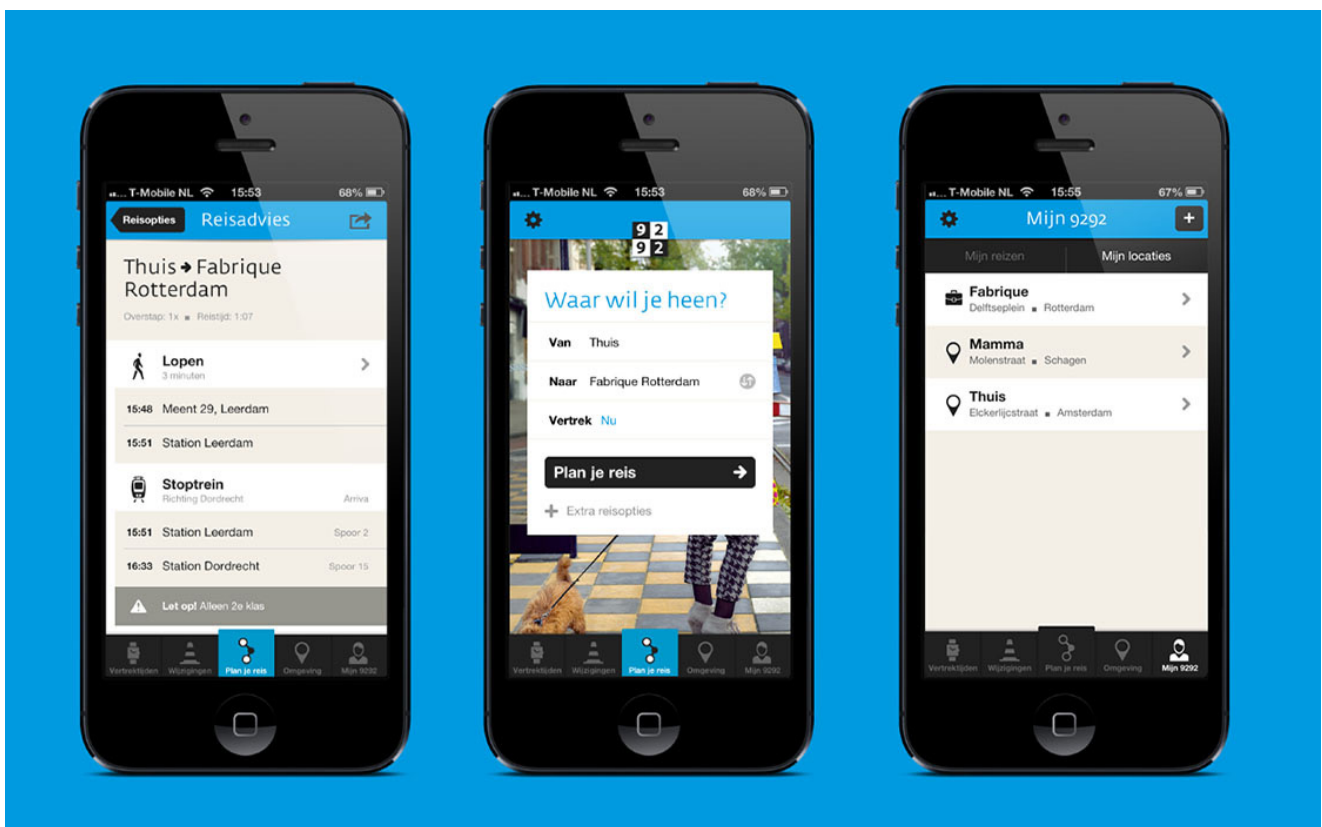 T-Mobile NL 15:53 68%
Reisopties Reisadvies
Thuis → Fabrique
Rotterdam
Overstap: 1x ■ Reistijd: 1:07
Lopen
3 minuten
15:48 Meent 29, Leerdam
15:51 Station Leerdam
Stoptrein
Richting Dordrecht Arriva
15:51 Station Leerdam Spoor 2
16:33 Station Dordrecht Spoor 15
Let op! Alleen 2e klas
Vertrektijden Wijzigingen Plan je reis Omgeving Mijn 9292
T-Mobile NL 15:53 68%
92
92
Waar wil je heen?
Van Thuis
Naar Fabrique Rotterdam
Vertrek Nu
Plan je reis →
+ Extra reisopties
Vertrektijden Wijzigingen Plan je reis Omgeving Mijn 9292
T-Mobile NL 15:55 67%
Mijn 9292 +
Mijn reizen Mijn locaties
Fabrique
Delftseplein ■ Rotterdam
Mamma
Molenstraat ■ Schagen
Thuis
Elckerlijcstraat ■ Amsterdam
Vertrektijden Wijzigingen Plan je reis Omgeving Mijn 9292